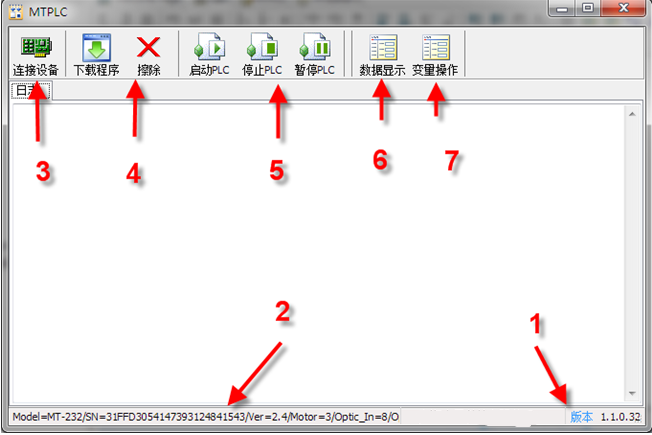 MTPLC
连接设备 下载程序 擦除 启动PLC 停止PLC 暂停PLC 数据显示 变量操作
日志
3 4 5 6 7
2 1
Model=MT-232/SN=31FFD3054147393124841543/Ver=2.4/Motor=3/Optic_In=8/O 版本 1.1.0.32